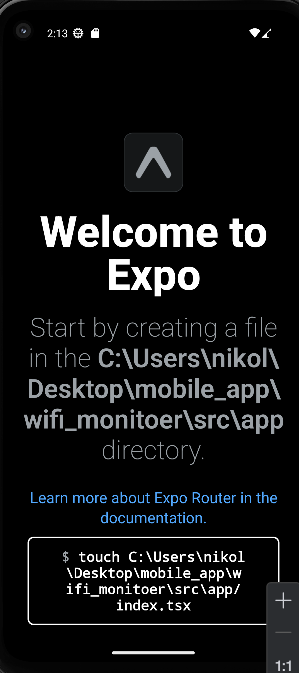 2:13
Welcome to
Expo
Start by creating a file
in the C:\Users\nikol\
Desktop\mobile_app\
wifi_monitoer\src\app
directory.
Learn more about Expo Router in the
documentation.
$ touch C:\Users\nikol
\Desktop\mobile_app\w
ifi_monitoer\src\app/
index.tsx
1:1